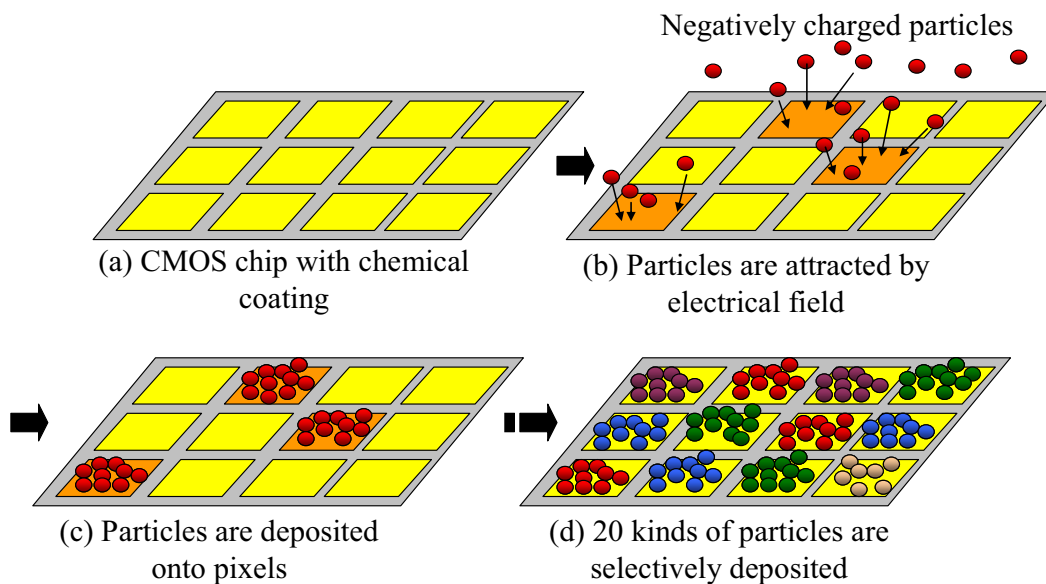 Negatively charged particles
(a) CMOS chip with chemical
coating
(b) Particles are attracted by
electrical field
(c) Particles are deposited
onto pixels
(d) 20 kinds of particles are
selectively deposited